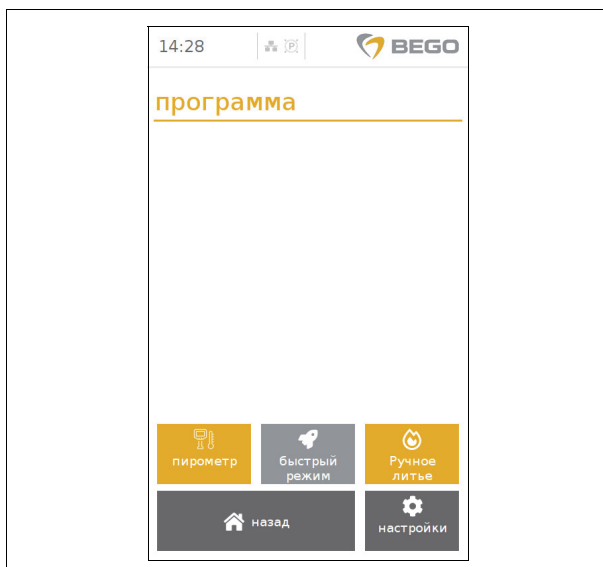 14:28
P
BEGO
программа
пирометр
быстрый
режим
Ручное
литье
назад
настройки